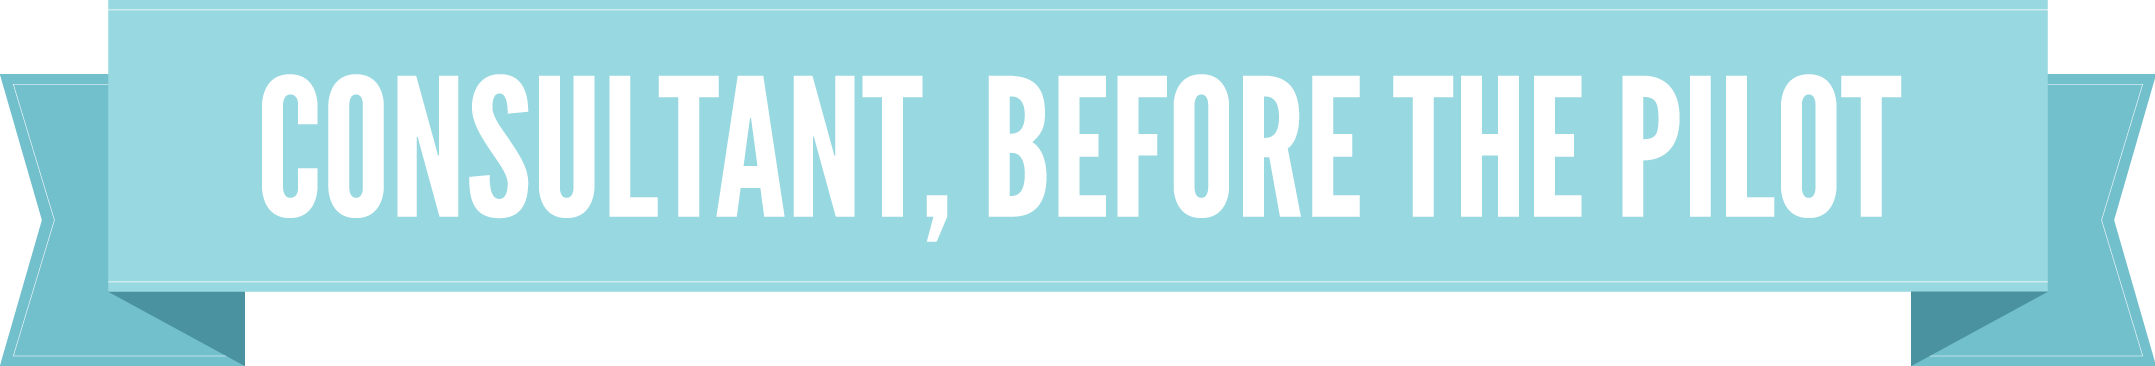 CONSULTANT, BEFORE THE PILOT